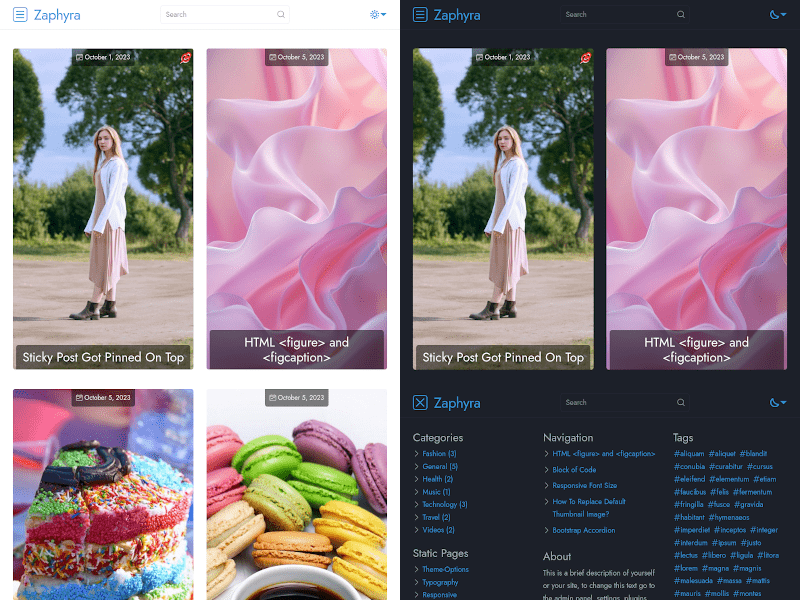 Zaphyra
Search
October 1, 2023
October 5, 2023
Sticky Post Got Pinned On Top
HTML <figure> and
<figcaption>
October 5, 2023
October 5, 2023
Zaphyra
Search
October 1, 2023
October 5, 2023
Sticky Post Got Pinned On Top
HTML <figure> and
<figcaption>
Zaphyra
Search
Categories
Fashion (3)
General (5)
Health (2)
Music (1)
Technology (3)
Travel (2)
Videos (2)
Static Pages
Theme-Options
Typography
Responsive
Navigation
HTML <figure> and <figcaption>
Block of Code
Responsive Font Size
How To Replace Default
Thumbnail Image?
Bootstrap Accordion
About
This is a brief description of yourself
or your site, to change this text go to
the admin panel, settings, plugins,
Tags
#aliquam #aliquet #blandit
#conubia #curabitur #cursus
#eleifend #elementum #etiam
#faucibus #felis #fermentum
#fringilla #fusce #gravida
#habitant #hymenaeos
#imperdiet #inceptos #integer
#interdum #ipsum #justo
#lectus #libero #ligula #litora
#lorem #magna #magnis
#malesuada #massa #mattis
#mauris #mollis #montes